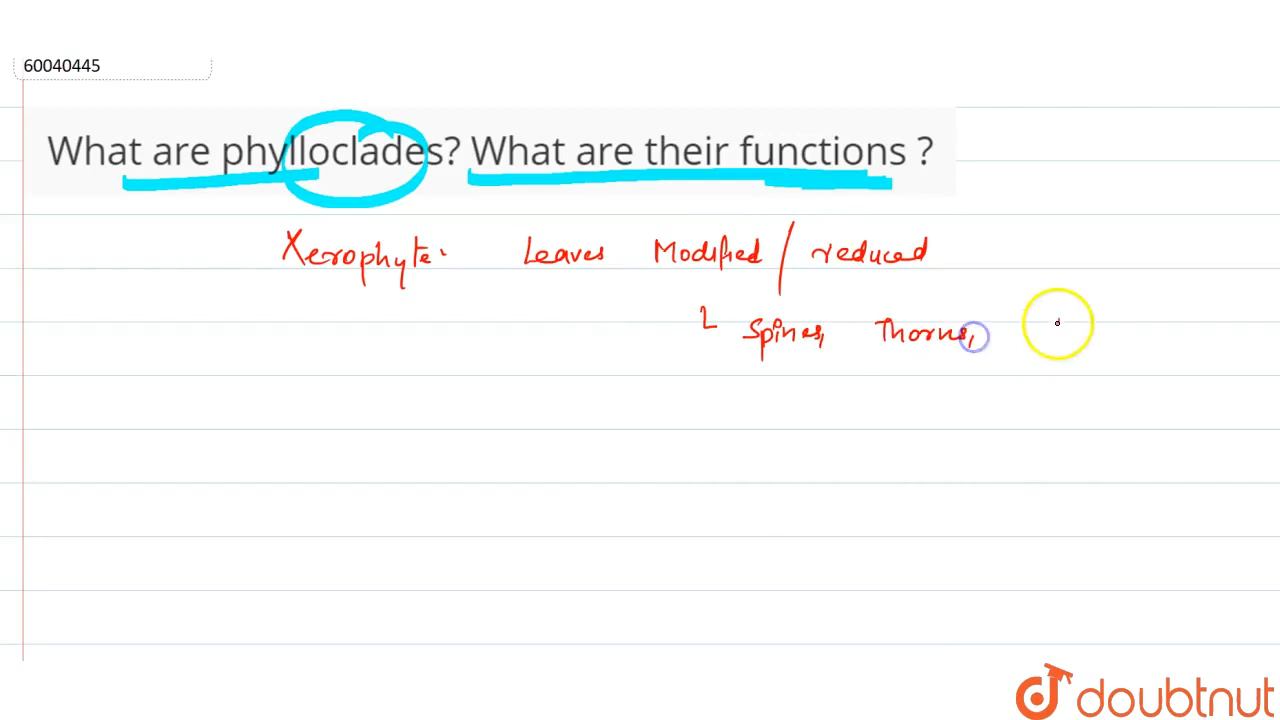 60040445
What are phylloclades? What are their functions ?
Xerophyte. Leaves Modified / reduced
Spines, Thorns,
doubtnut